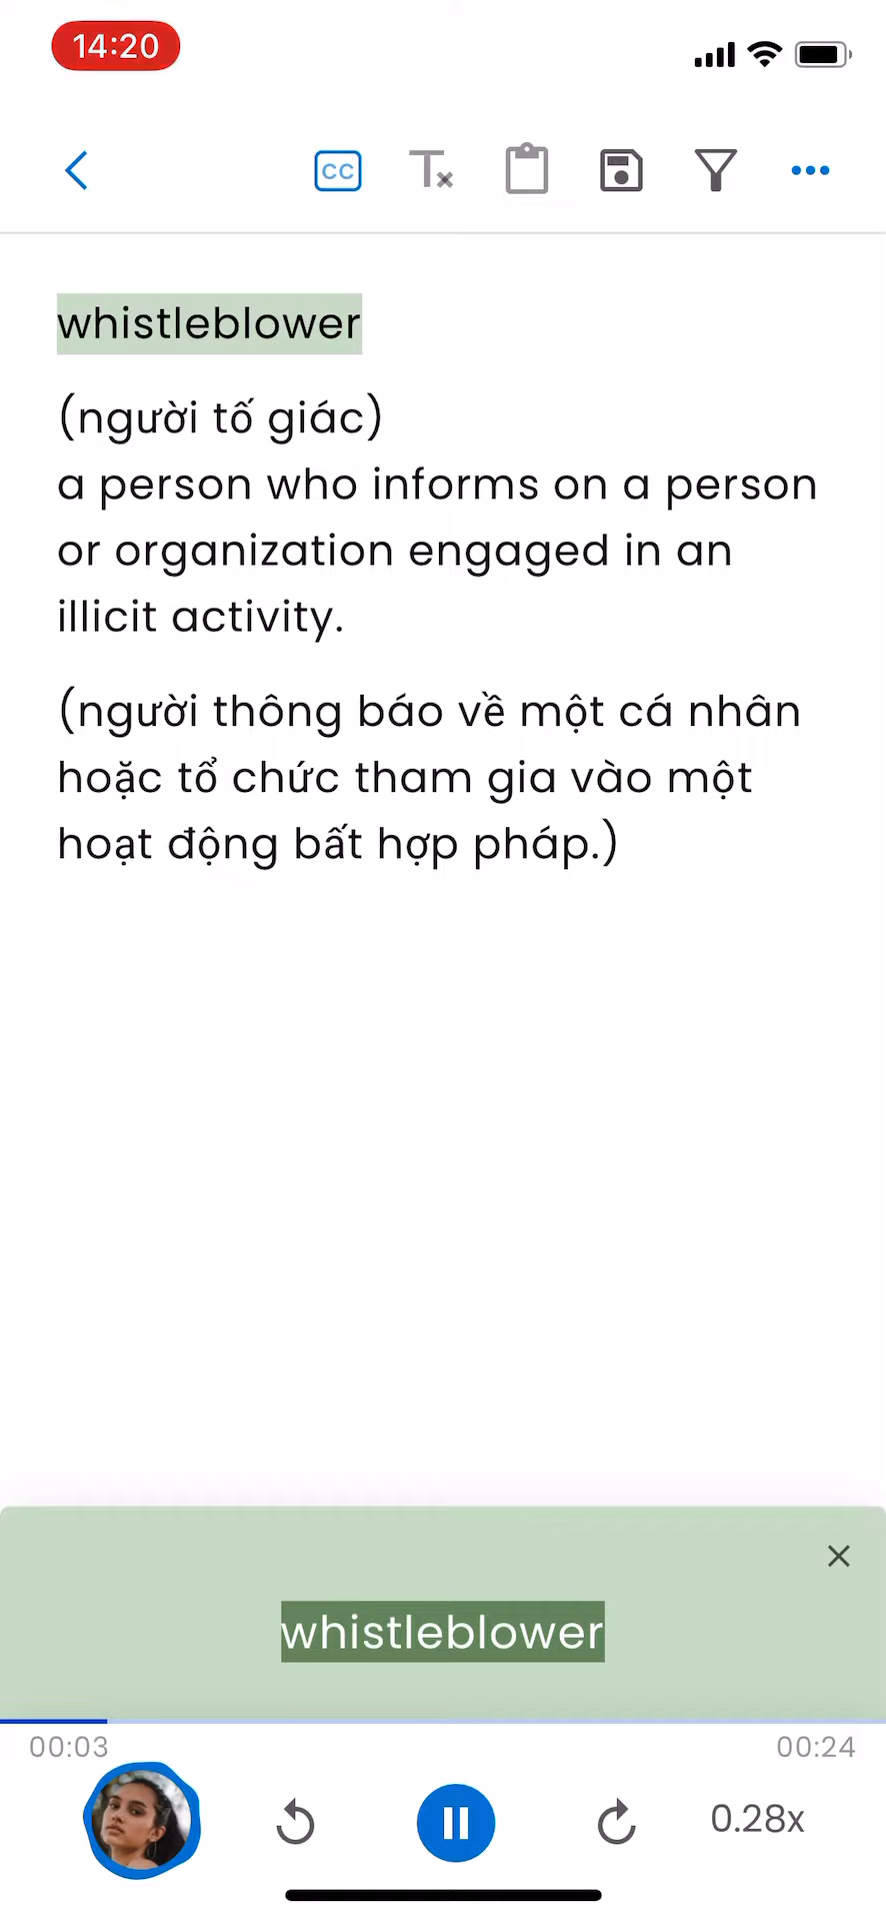 14:20
CC
whistleblower
(người tố giác)
a person who informs on a person
or organization engaged in an
illicit activity.
(người thông báo về một cá nhân
hoặc tổ chức tham gia vào một
hoạt động bất hợp pháp.)
whistleblower
00:03
00:24
0.28x